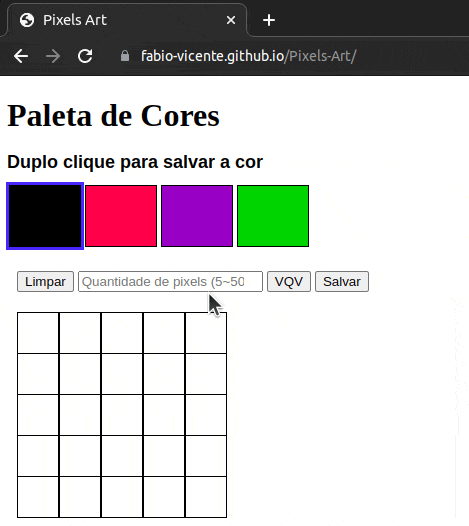 Pixels Art
fabio-vicente.github.io/Pixels-Art/
Paleta de Cores
Duplo clique para salvar a cor
Limpar Quantidade de pixels (5~50 VQV Salvar